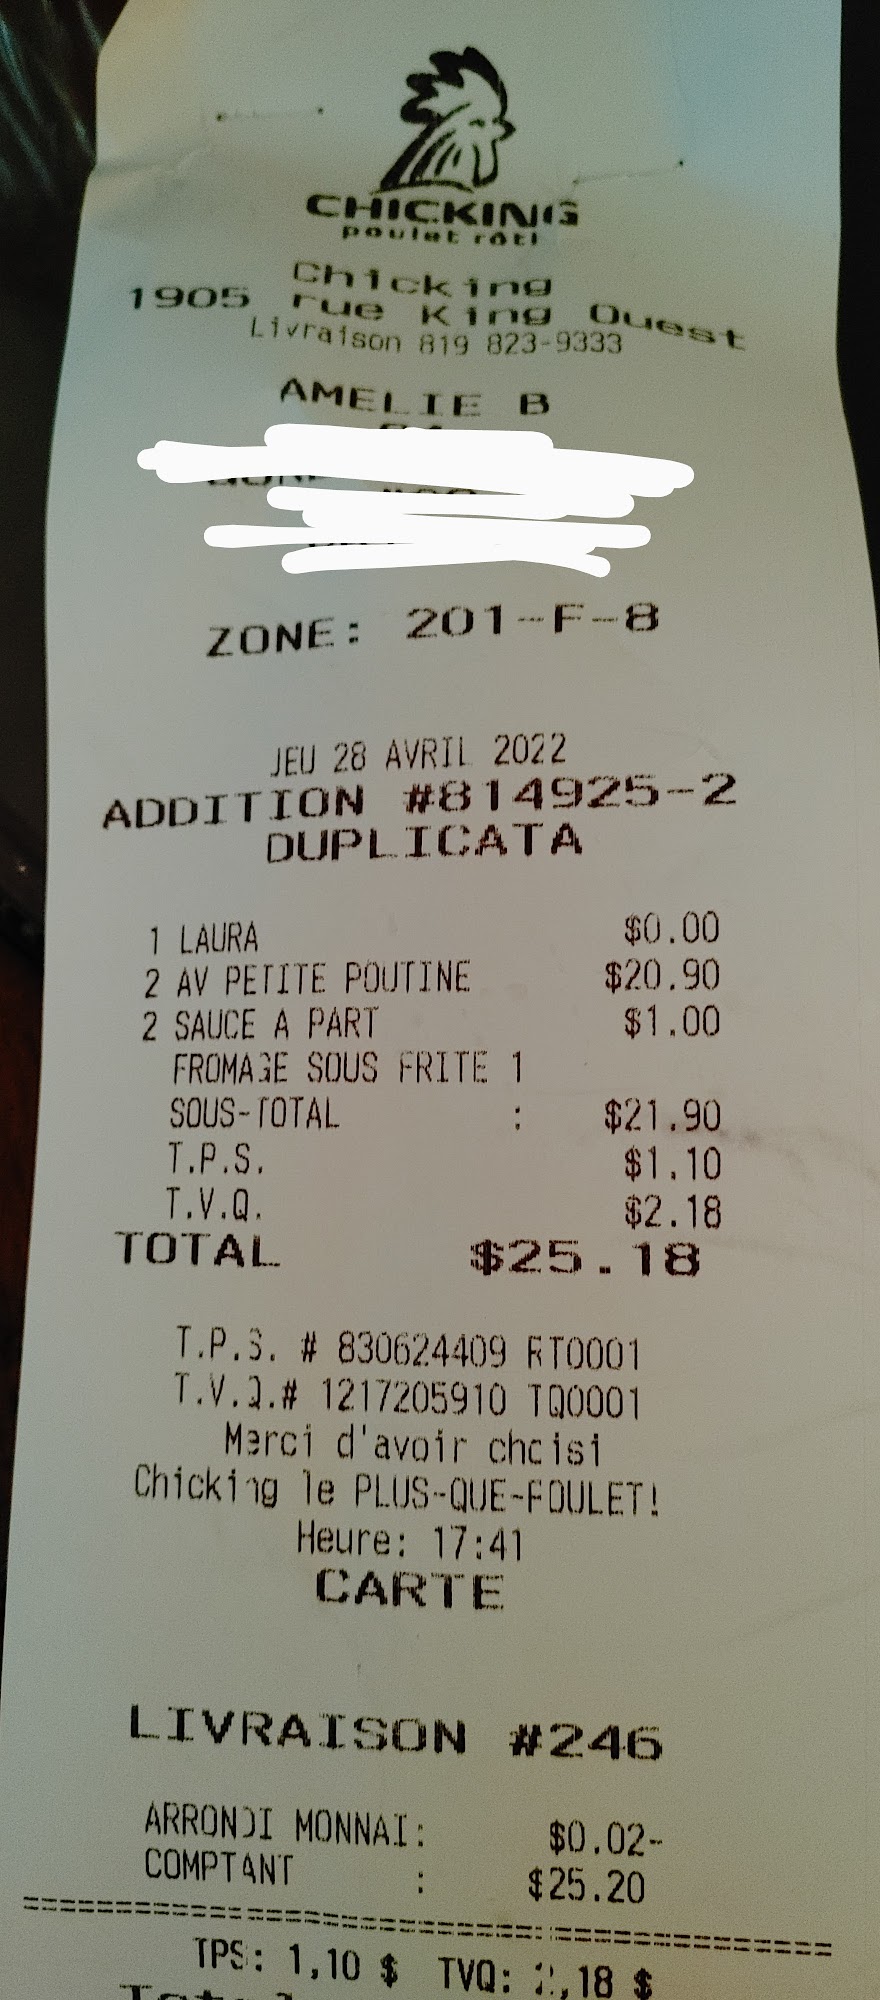 CHICKING
poulet rôti
Chicking
1905 rue King Ouest
Livraison 819 823-9333
AMELIE B
ZONE: 201-F-8
JEU 28 AVRIL 2022
ADDITION #814925-2
DUPLICATA
1 LAURA $0.00
2 AV PETITE POUTINE $20.90
2 SAUCE A PART $1.00
FROMAGE SOUS FRITE 1
SOUS-TOTAL : $21.90
T.P.S. $1.10
T.V.Q. $2.18
TOTAL $25.18
T.P.S. # 830624409 RT0001
T.V.Q.# 1217205910 TQ0001
Merci d'avoir choisi
Chicking le PLUS-QUE-POULET!
Heure: 17:41
CARTE
LIVRAISON #246
ARRONDI MONNAI: $0.02-
COMPTANT : $25.20
TPS: 1,10 $ TVQ: 2,18 $
Total